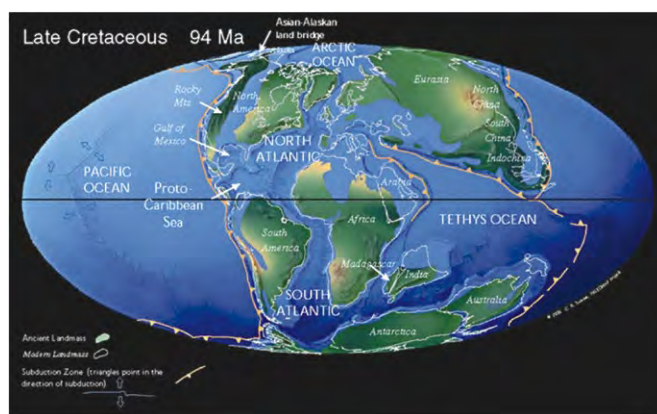 Late Cretaceous 94 Ma
Asian-Alaskan
land bridge
Alaska
ARCTIC
OCEAN
Rocky
Mts.
North
America
Eurasia
North
China
South
China
Indochina
Gulf of
Mexico
NORTH
ATLANTIC
PACIFIC
OCEAN
Proto-
Caribbean
Sea
Arabia
Africa
TETHYS OCEAN
South
America
Madagascar
India
SOUTH
ATLANTIC
Australia
Antarctica
Ancient Landmass
Modern Landmass
Subduction Zone (triangles point in the
direction of subduction)